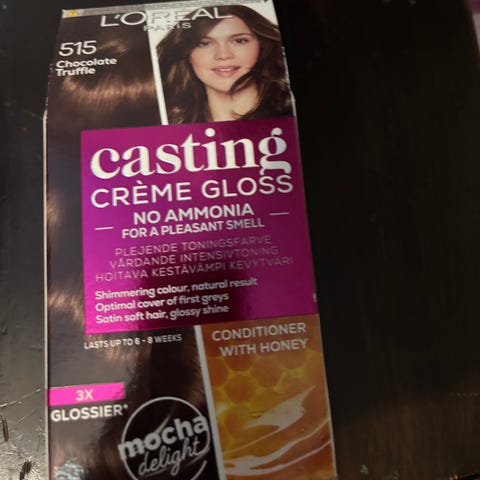 L'ORÉAL
PARIS
515
Chocolate
Truffle
casting
CRÈME GLOSS
NO AMMONIA
FOR A PLEASANT SMELL
PLEJENDE TONINGSFARVE
VÅRDANDE INTENSIVTONING
HOITAVA KESTÄVÄMPI KEVYTVÄRI
Shimmering colour, natural result
Optimal cover of first greys
Satin soft hair, glossy shine
LASTS UP TO 6 - 8 WEEKS
CONDITIONER
WITH HONEY
3X
GLOSSIER*
mocha
delight